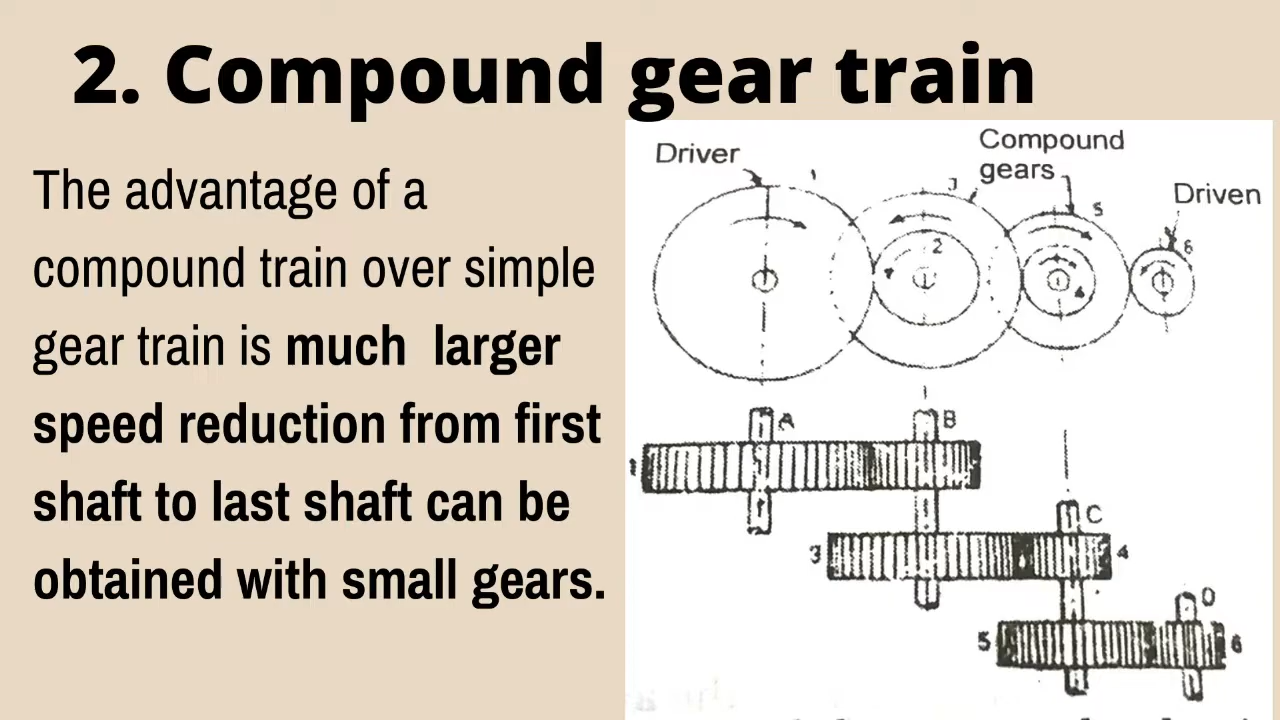 2. Compound gear train
The advantage of a
compound train over simple
gear train is much larger
speed reduction from first
shaft to last shaft can be
obtained with small gears.
Driver
Compound
gears
Driven
1
3
5
2
6
A
B
1
C
3
4
D
5
6